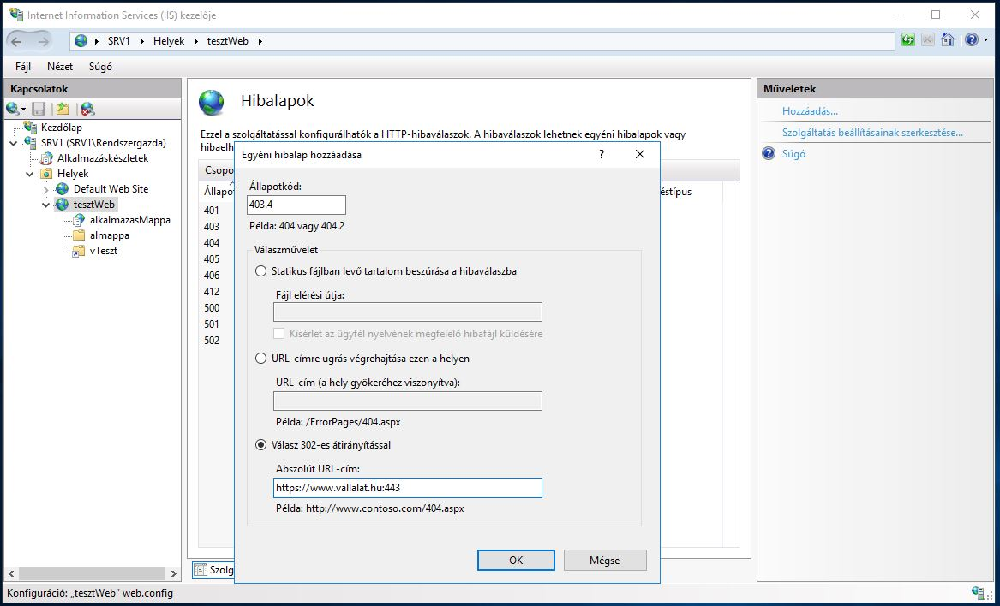 Internet Information Services (IIS) kezelője
SRV1 Helyek tesztWeb
Fájl Nézet Súgó
Kapcsolatok
Kezdőlap
SRV1 (SRV1\Rendszergazda)
Alkalmazáskészletek
Helyek
Default Web Site
tesztWeb
alkalmazasMappa
almappa
vTeszt
Hibalapok
Ezzel a szolgáltatással konfigurálhatók a HTTP-hibaválaszok. A hibaválaszok lehetnek egyéni hibalapok vagy
hibaelh
Csopo
Állapot
éstípus
401
403
404
405
406
412
500
501
502
Szolg
Egyéni hibalap hozzáadása
Állapotkód:
403.4
Példa: 404 vagy 404.2
Válaszművelet
Statikus fájlban levő tartalom beszúrása a hibaválaszba
Fájl elérési útja:
Kísérlet az ügyfél nyelvének megfelelő hibafájl küldésére
URL-címre ugrás végrehajtása ezen a helyen
URL-cím (a hely gyökeréhez viszonyítva):
Példa: /ErrorPages/404.aspx
Válasz 302-es átirányítással
Abszolút URL-cím:
https://www.vallalat.hu:443
Példa: http://www.contoso.com/404.aspx
OK Mégse
Műveletek
Hozzáadás...
Szolgáltatás beállításainak szerkesztése...
Súgó
Konfiguráció: „tesztWeb” web.config